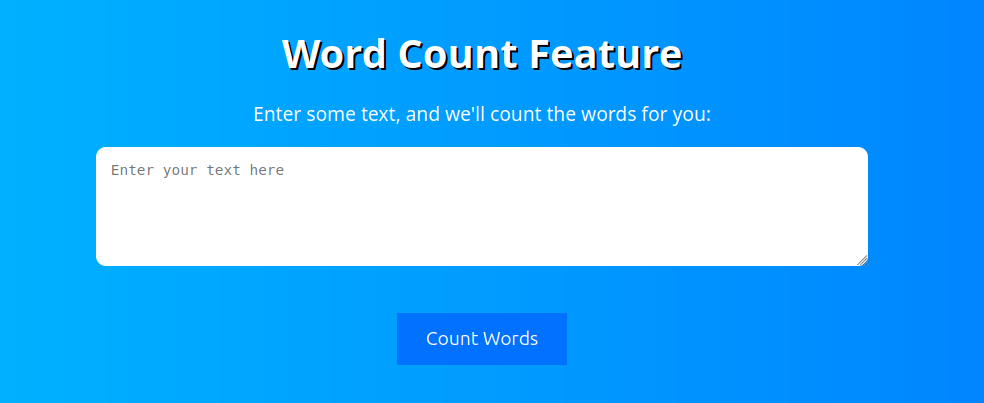 Word Count Feature
Enter some text, and we'll count the words for you:
Enter your text here
Count Words